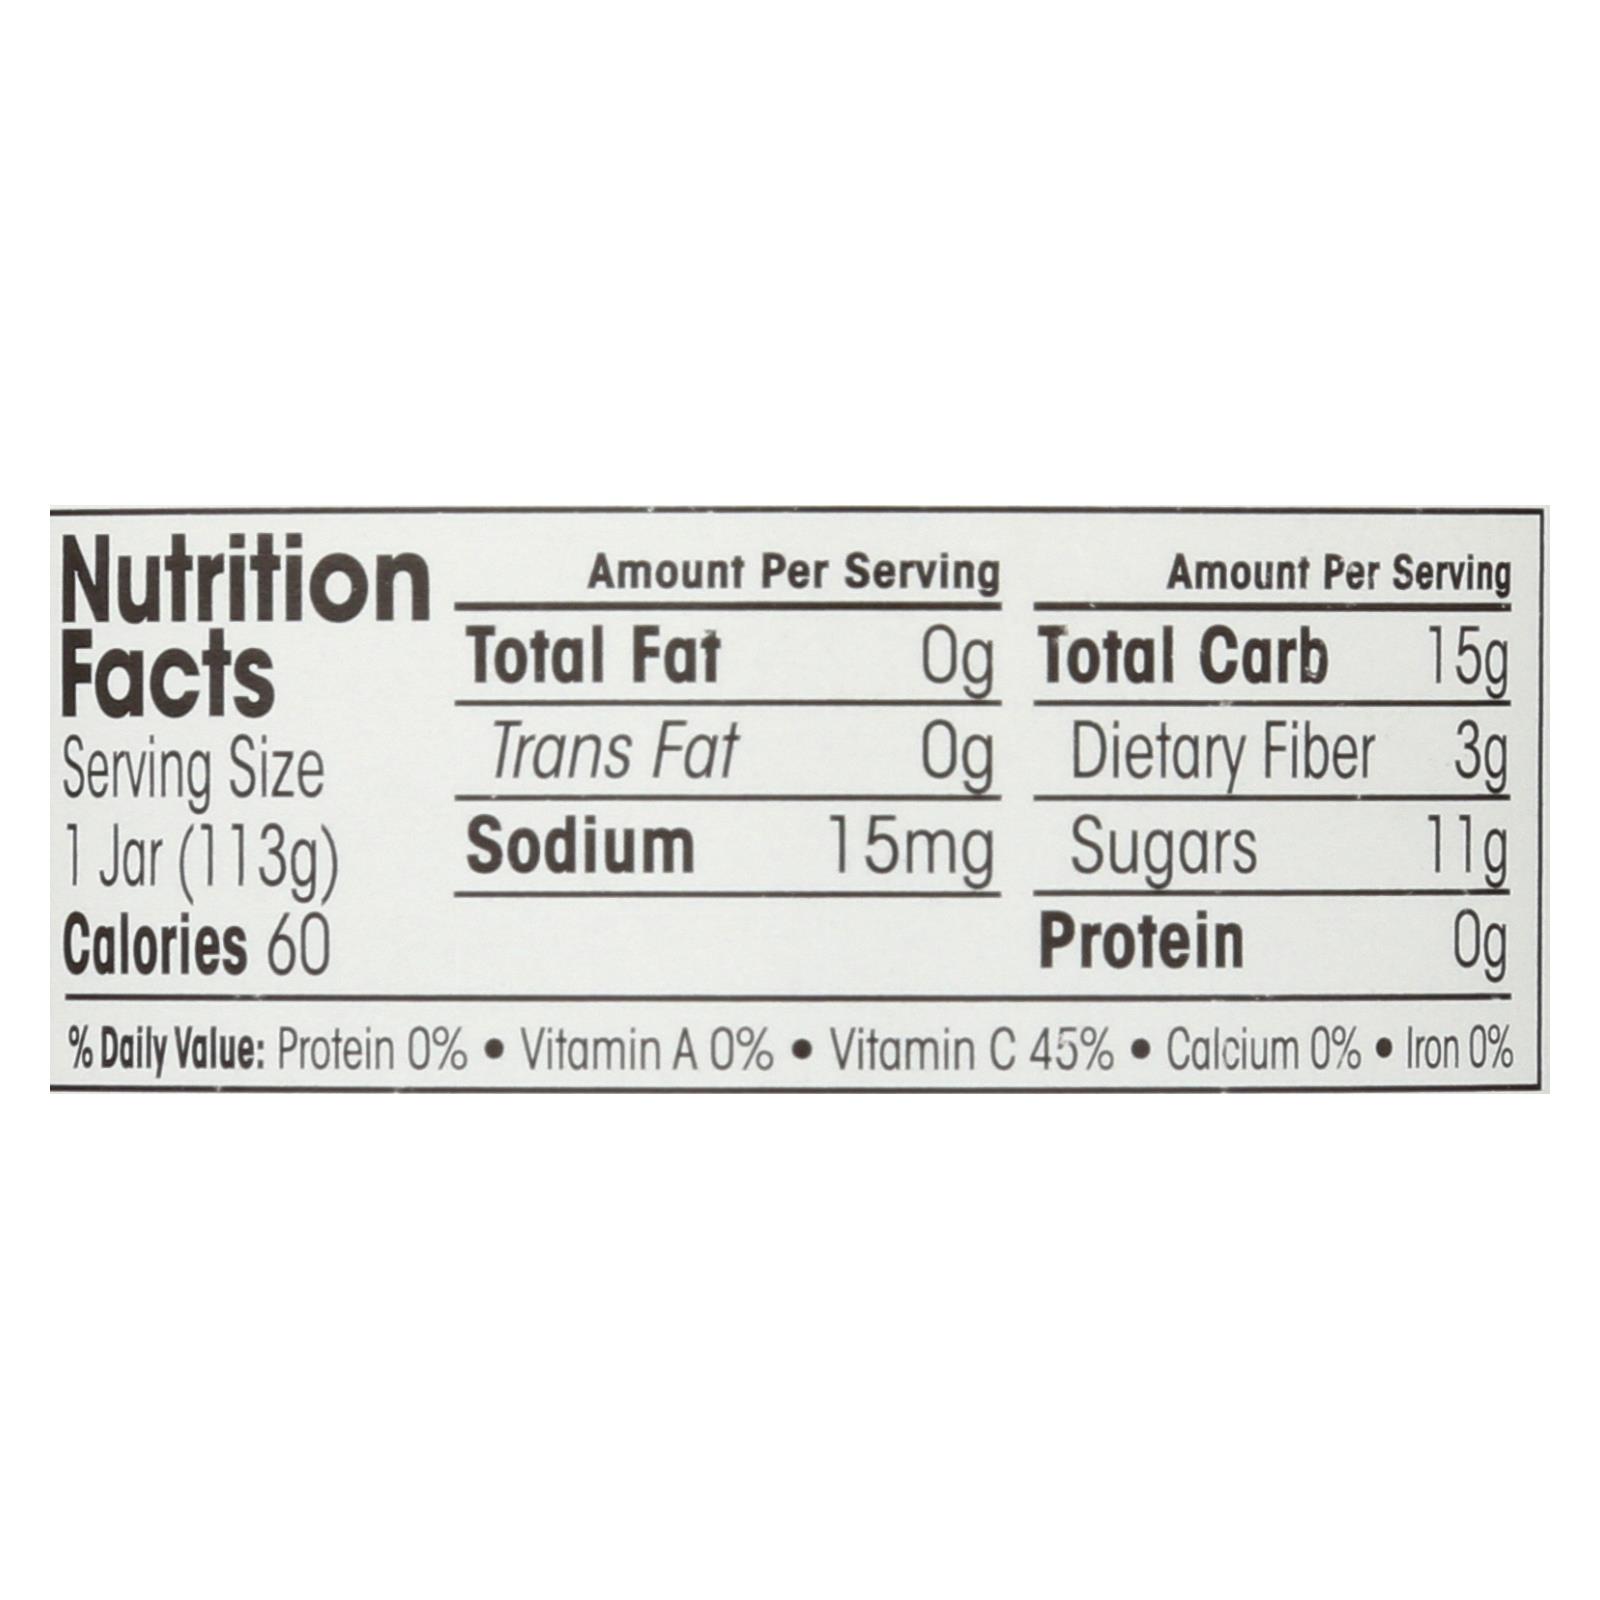 Nutrition
Facts
Serving Size
1 Jar (113g)
Calories 60
Amount Per Serving
Total Fat 0g
Trans Fat 0g
Sodium 15mg
Amount Per Serving
Total Carb 15g
Dietary Fiber 3g
Sugars 11g
Protein 0g
% Daily Value: Protein 0% • Vitamin A 0% • Vitamin C 45% • Calcium 0% • Iron 0%